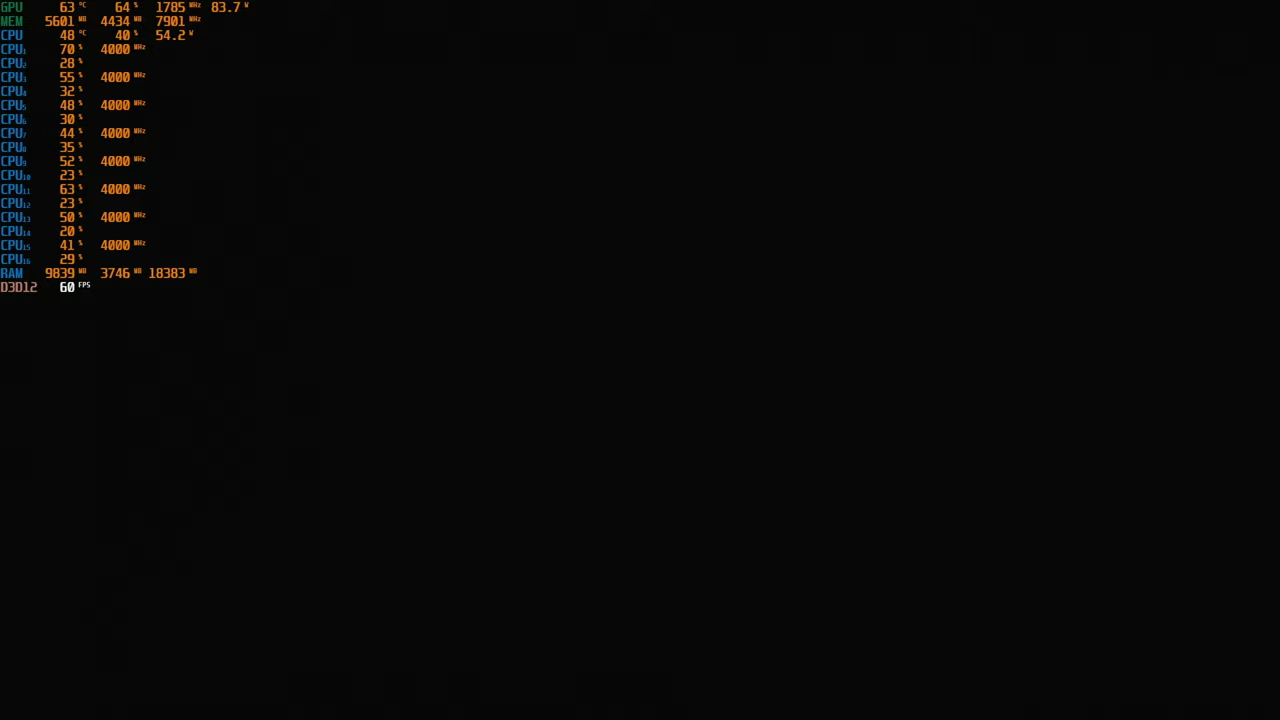 GPU 63 °C 64 % 1785 MHz 83.7 W
MEM 5601 MB 4434 MB 7901 MHz
CPU 48 °C 40 % 54.2 W
CPU1 70 % 4000 MHz
CPU2 28 %
CPU3 55 % 4000 MHz
CPU4 32 %
CPU5 48 % 4000 MHz
CPU6 30 %
CPU7 44 % 4000 MHz
CPU8 35 %
CPU9 52 % 4000 MHz
CPU10 23 %
CPU11 63 % 4000 MHz
CPU12 23 %
CPU13 50 % 4000 MHz
CPU14 20 %
CPU15 41 % 4000 MHz
CPU16 29 %
RAM 9839 MB 3746 MB 18383 MB
D3D12 60 FPS